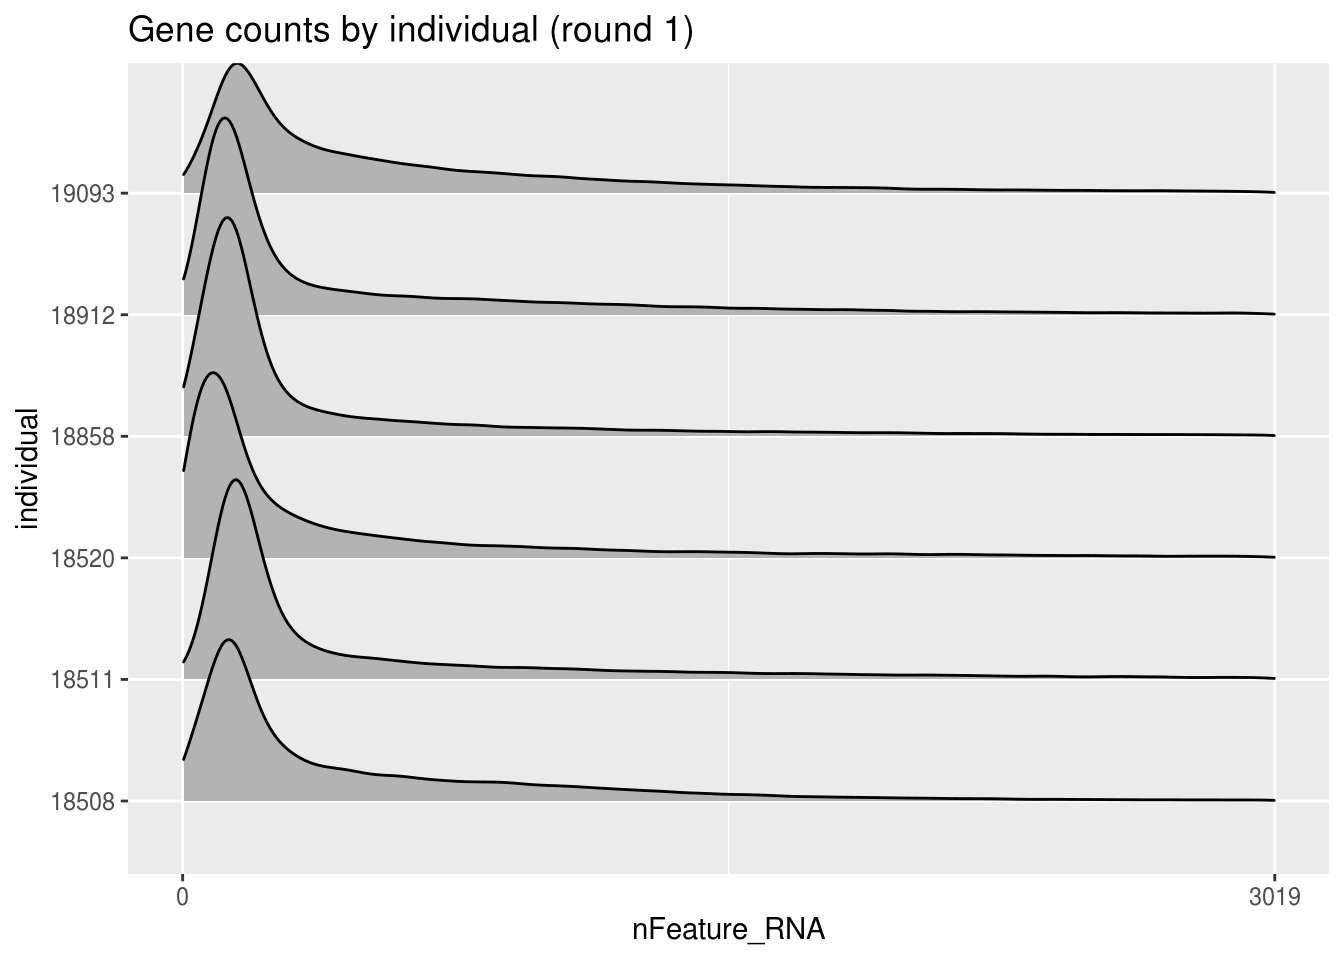 Gene counts by individual (round 1)
individual
19093
18912
18858
18520
18511
18508
0
3019
nFeature_RNA